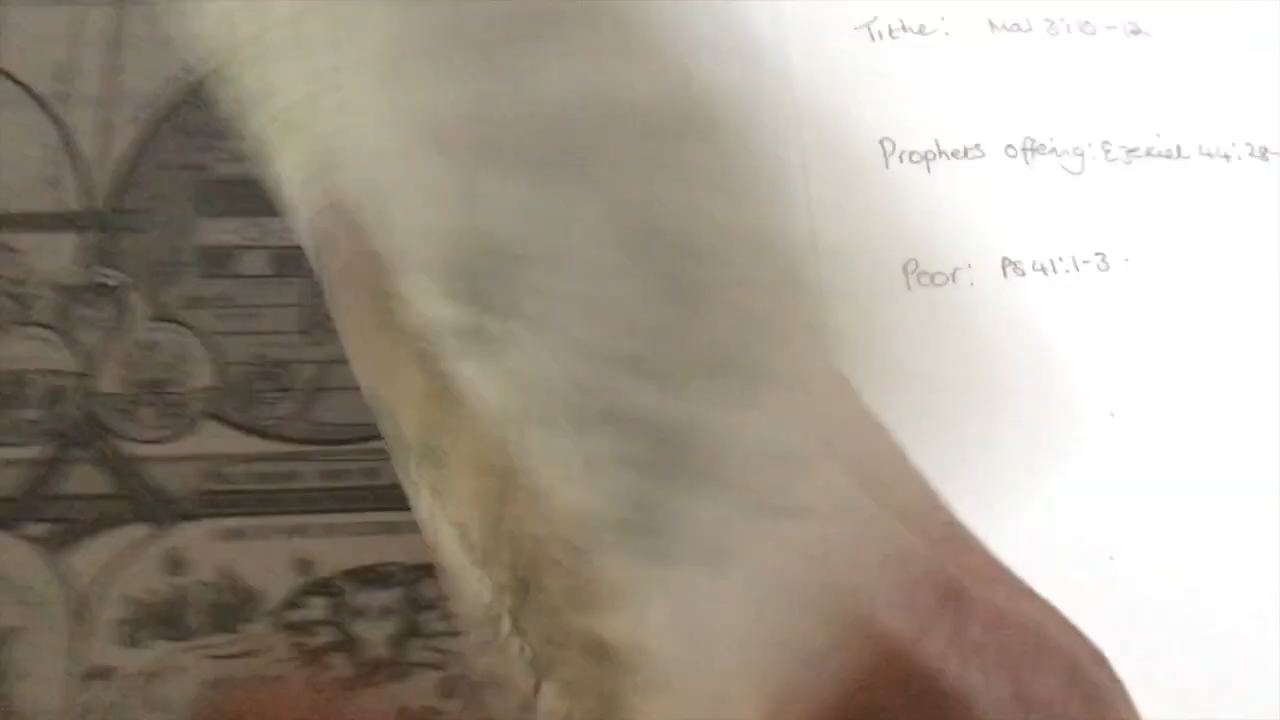 Tithe: Mal 3:10-12
Prophets offering: Ezekiel 44:28-
Poor: Ps 41:1-3